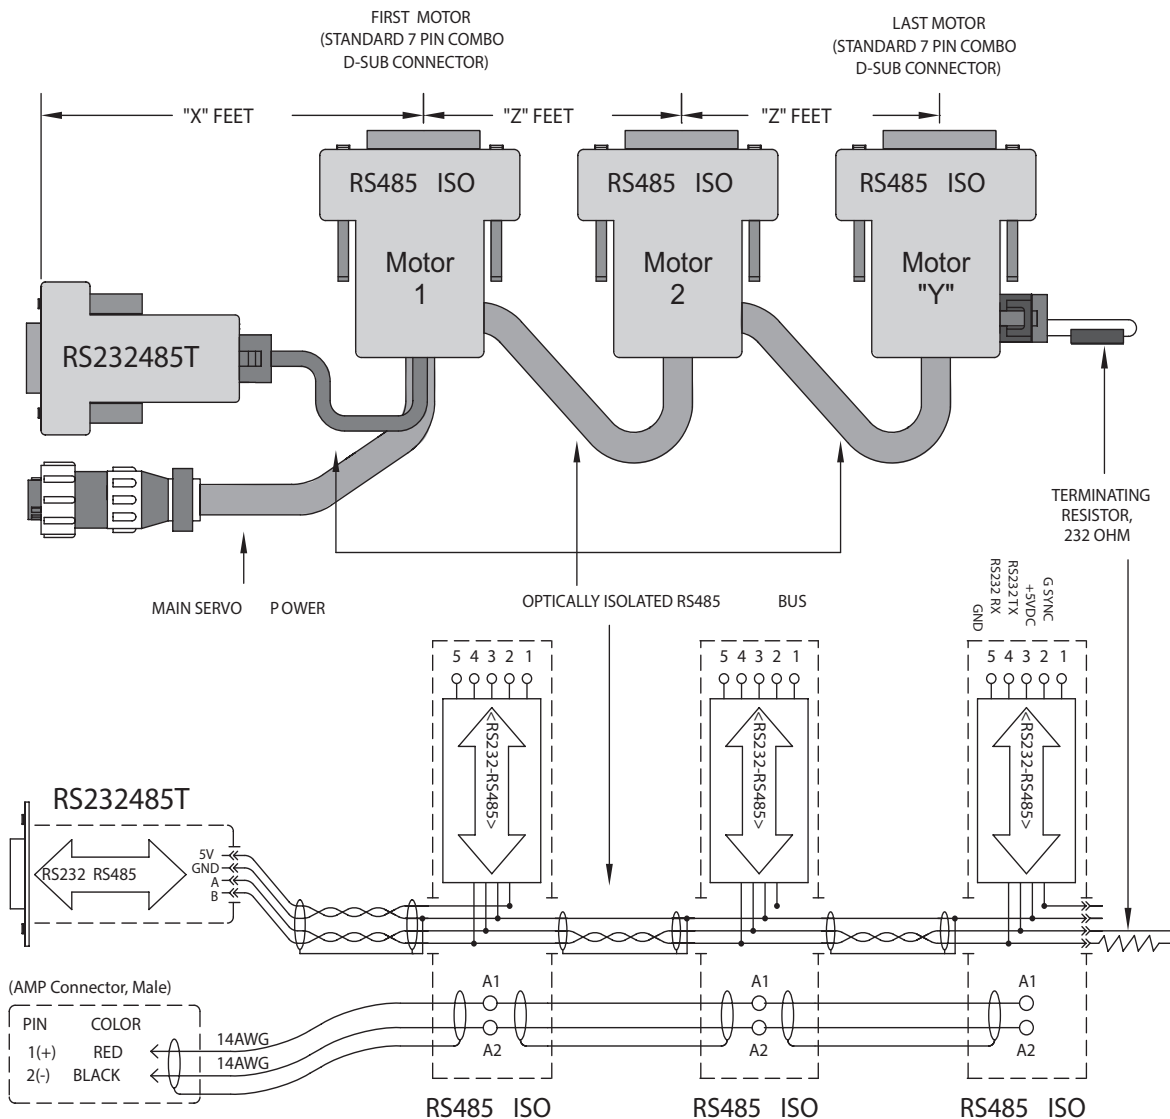 FIRST MOTOR
(STANDARD 7 PIN COMBO
D-SUB CONNECTOR)
LAST MOTOR
(STANDARD 7 PIN COMBO
D-SUB CONNECTOR)
"X" FEET
"Z" FEET
"Z" FEET
RS485 ISO
RS485 ISO
RS485 ISO
Motor
1
Motor
2
Motor
"Y"
RS232485T
TERMINATING
RESISTOR,
232 OHM
MAIN SERVO P OWER
OPTICALLY ISOLATED RS485 BUS
GND
RS232 RX
RS232 TX
+5VDC
G SYNC
5 4 3 2 1
5 4 3 2 1
5 4 3 2 1
<RS232-RS485>
<RS232-RS485>
<RS232-RS485>
RS232485T
RS232 RS485
5V
GND
A
B
(AMP Connector, Male)
PIN COLOR
1(+) RED
2(-) BLACK
14AWG
14AWG
A1
A2
A1
A2
A1
A2
RS485 ISO
RS485 ISO
RS485 ISO